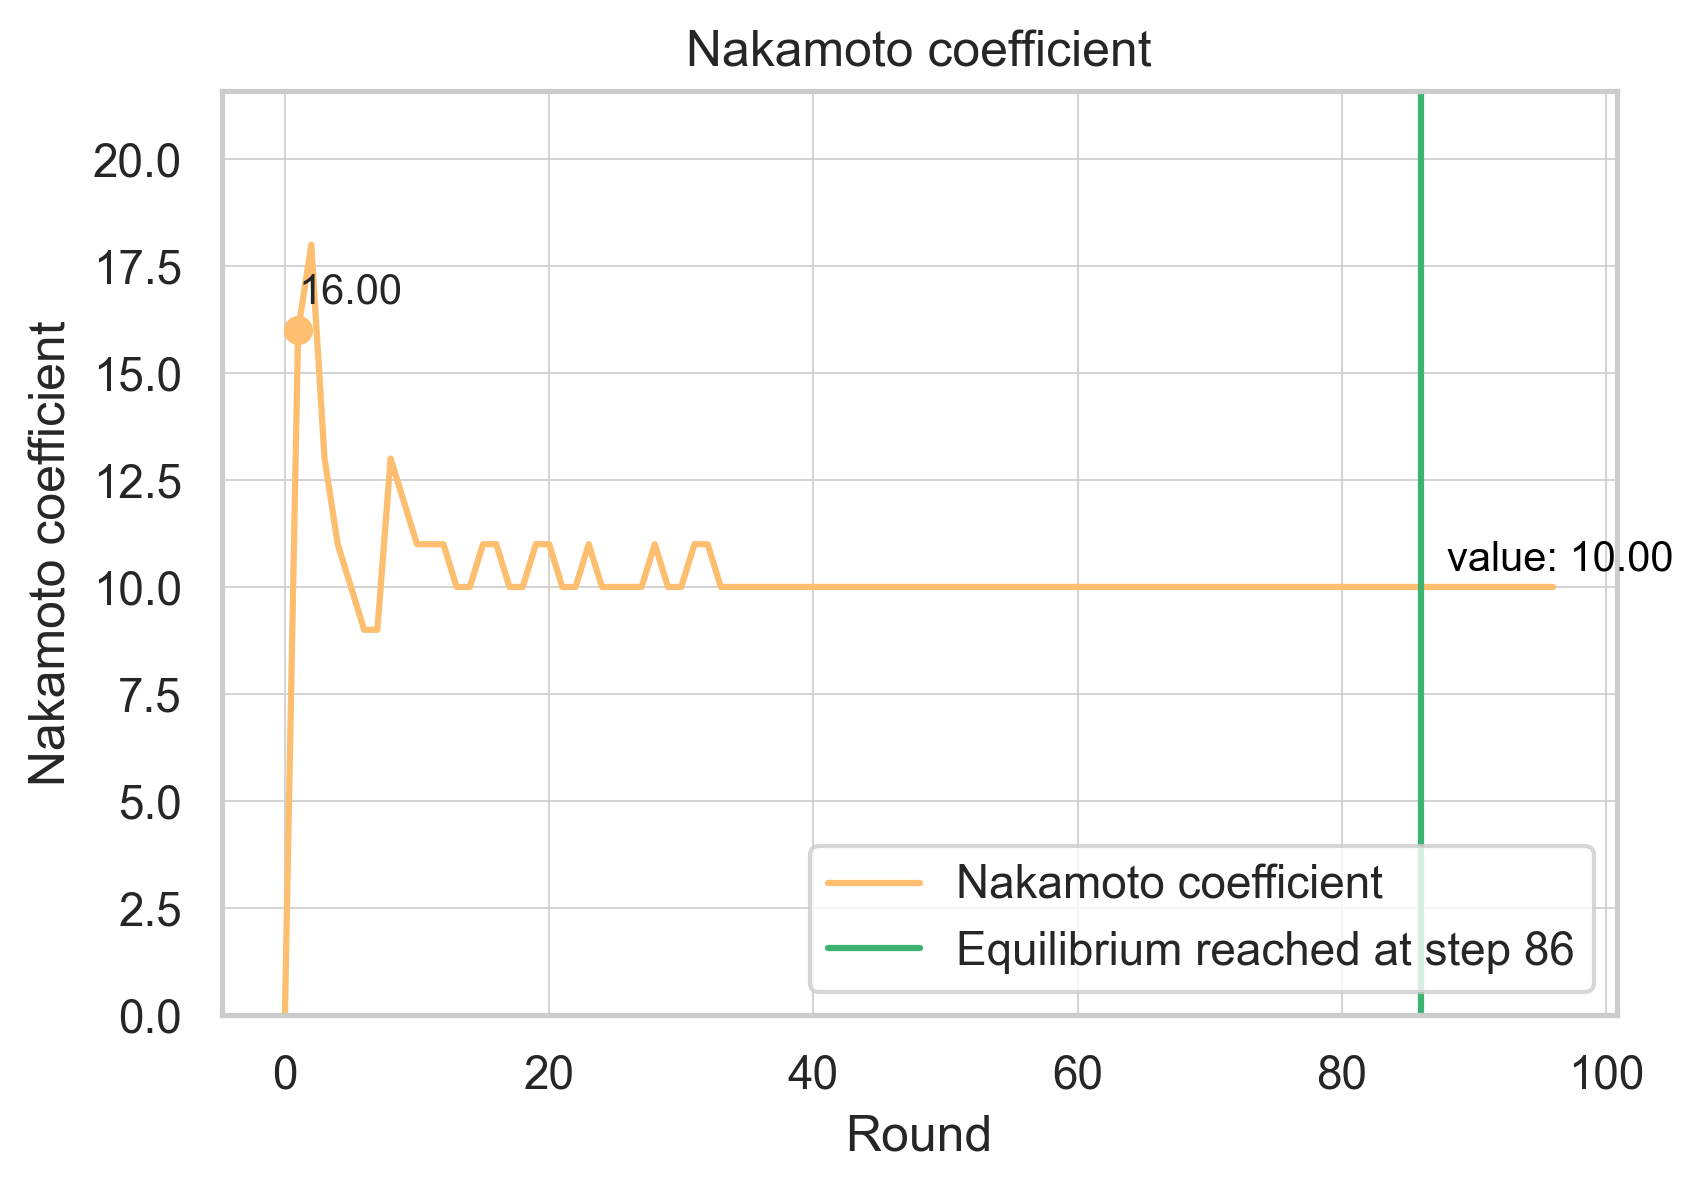 Nakamoto coefficient
Nakamoto coefficient
20.0
17.5
15.0
12.5
10.0
7.5
5.0
2.5
0.0
16.00
value: 10.00
Nakamoto coefficient
Equilibrium reached at step 86
0 20 40 60 80 100
Round